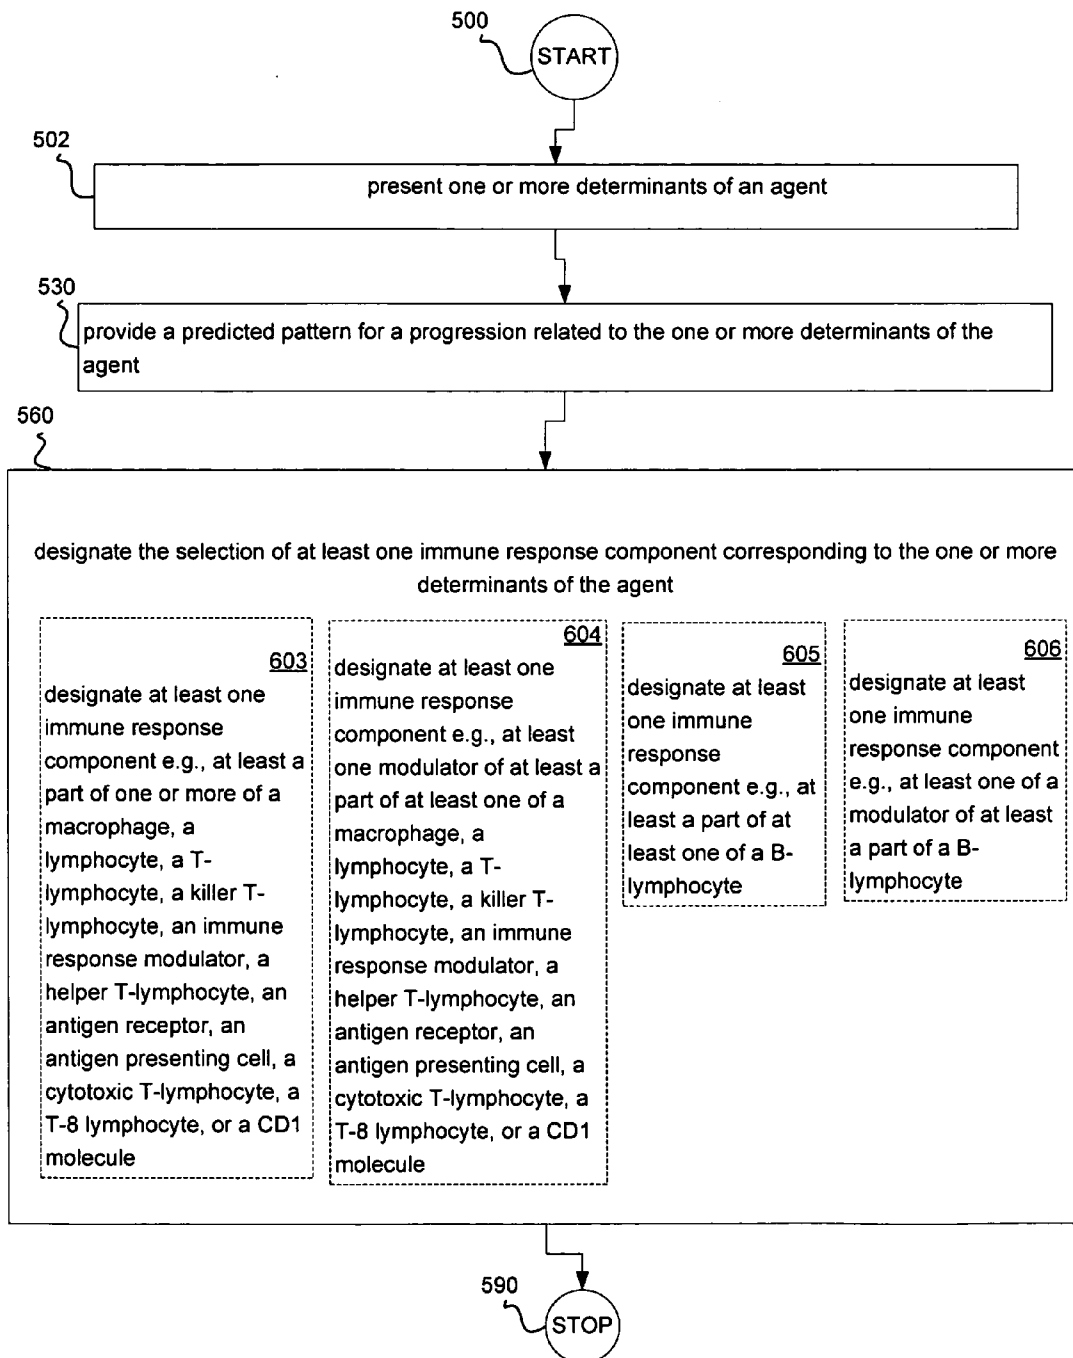 500
START
502
present one or more determinants of an agent
530
provide a predicted pattern for a progression related to the one or more determinants of the
agent
560
designate the selection of at least one immune response component corresponding to the one or more
determinants of the agent
603
designate at least one
immune response
component e.g., at least a
part of one or more of a
macrophage, a
lymphocyte, a T-
lymphocyte, a killer T-
lymphocyte, an immune
response modulator, a
helper T-lymphocyte, an
antigen receptor, an
antigen presenting cell, a
cytotoxic T-lymphocyte, a
T-8 lymphocyte, or a CD1
molecule
604
designate at least one
immune response
component e.g., at least
one modulator of at least a
part of at least one of a
macrophage, a
lymphocyte, a T-
lymphocyte, a killer T-
lymphocyte, an immune
response modulator, a
helper T-lymphocyte, an
antigen receptor, an
antigen presenting cell, a
cytotoxic T-lymphocyte, a
T-8 lymphocyte, or a CD1
molecule
605
designate at least
one immune
response
component e.g., at
least a part of at
least one of a B-
lymphocyte
606
designate at least
one immune
response component
e.g., at least one of a
modulator of at least
a part of a B-
lymphocyte
590
STOP